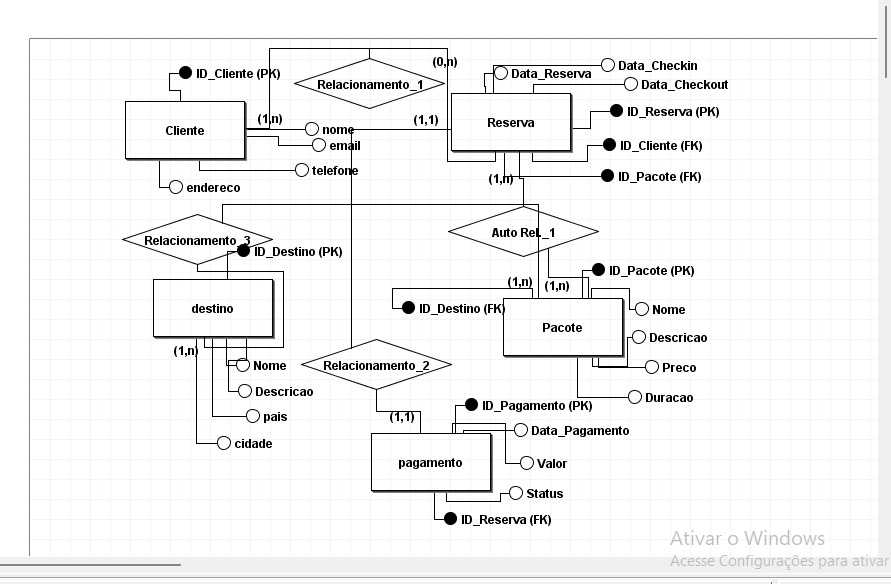 ID_Cliente (PK)
Relacionamento_1
(0,n)
Data_Reserva
Data_Checkin
Data_Checkout
Cliente
(1,n)
nome
email
telefone
endereco
(1,1)
Reserva
ID_Reserva (PK)
ID_Cliente (FK)
ID_Pacote (FK)
(1,n)
Relacionamento_3
ID_Destino (PK)
Auto Rel._1
(1,n)
(1,n)
ID_Pacote (PK)
destino
ID_Destino (FK)
Pacote
Nome
Descricao
Preco
Duracao
(1,n)
Nome
Descricao
pais
cidade
Relacionamento_2
(1,1)
ID_Pagamento (PK)
Data_Pagamento
pagamento
Valor
Status
ID_Reserva (FK)
Ativar o Windows
Acesse Configurações para ativar